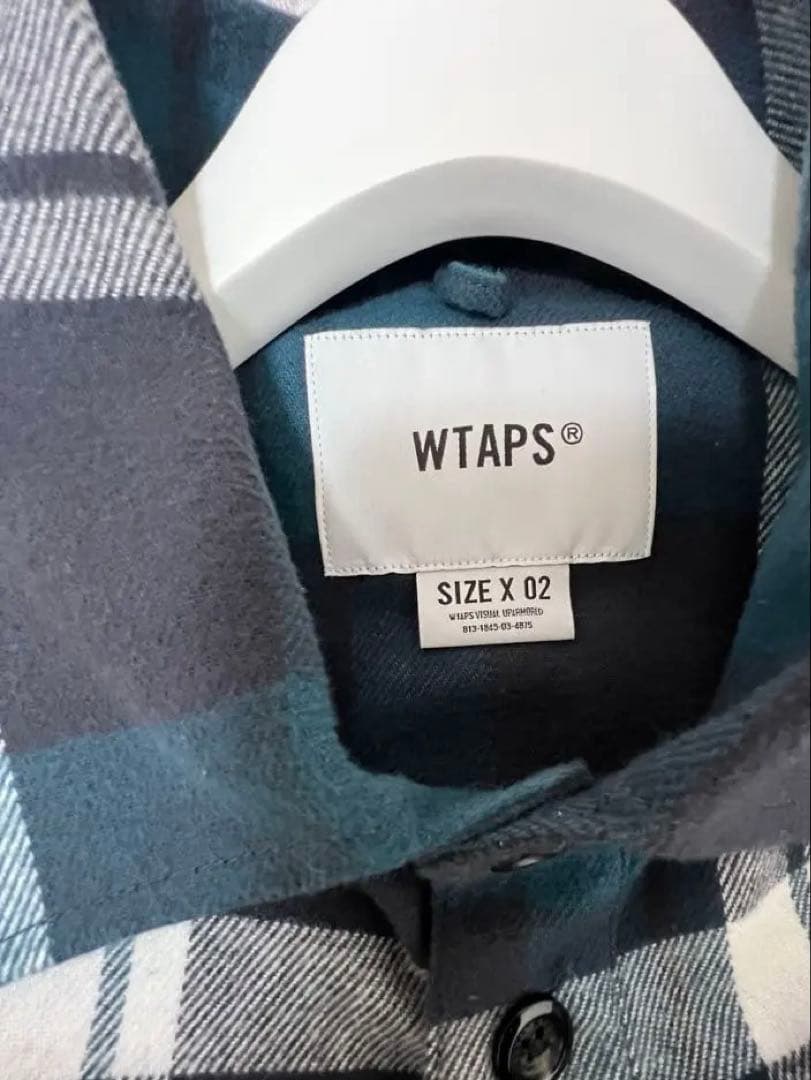 WTAPS®
SIZE X 02
WTAPS VISUAL UPARMORED
813-1845-03-4875